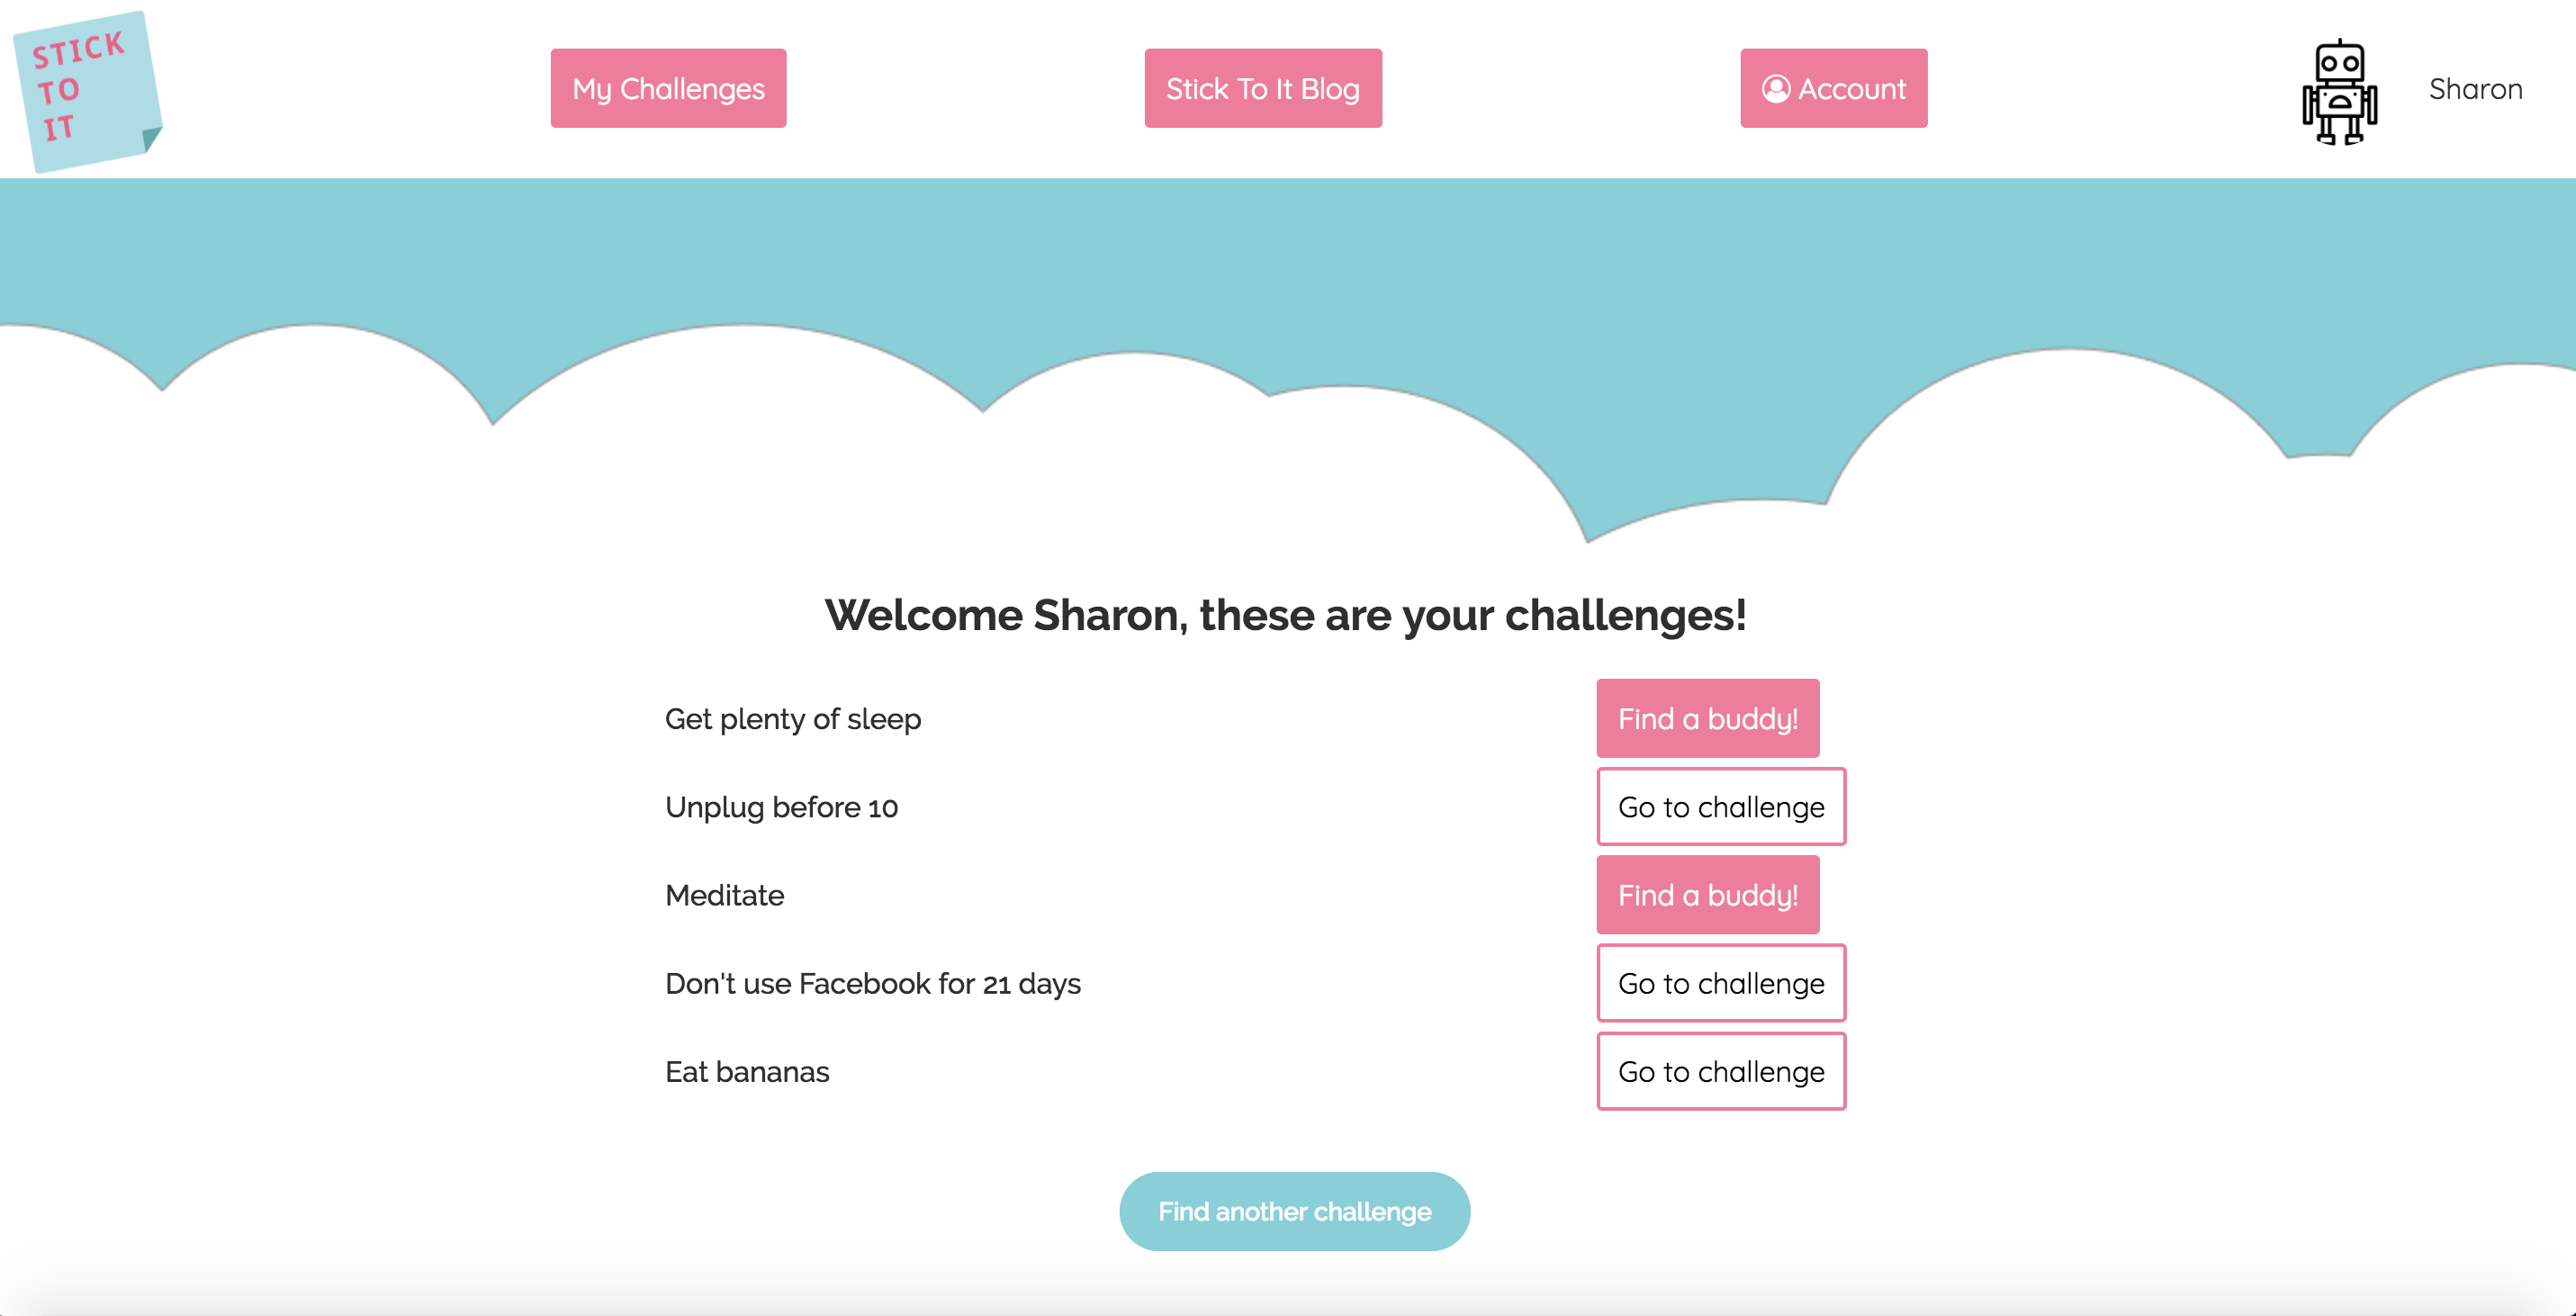 STICK
TO
IT
My Challenges
Stick To It Blog
Account
Sharon
Welcome Sharon, these are your challenges!
Get plenty of sleep
Find a buddy!
Unplug before 10
Go to challenge
Meditate
Find a buddy!
Don't use Facebook for 21 days
Go to challenge
Eat bananas
Go to challenge
Find another challenge